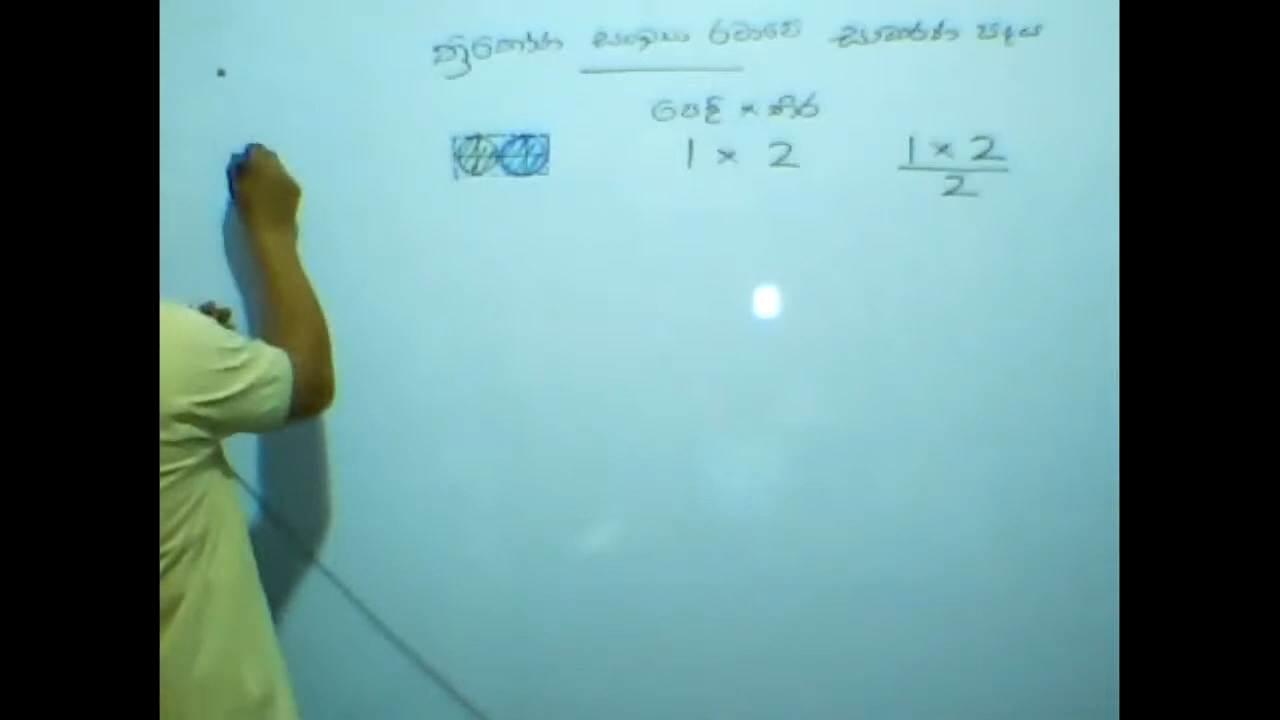 ත්‍රිකෝණ සංඛ්‍යා රටාවේ සාධාරණ පදය
පේළි × තීර
1 × 2
1 × 2
2